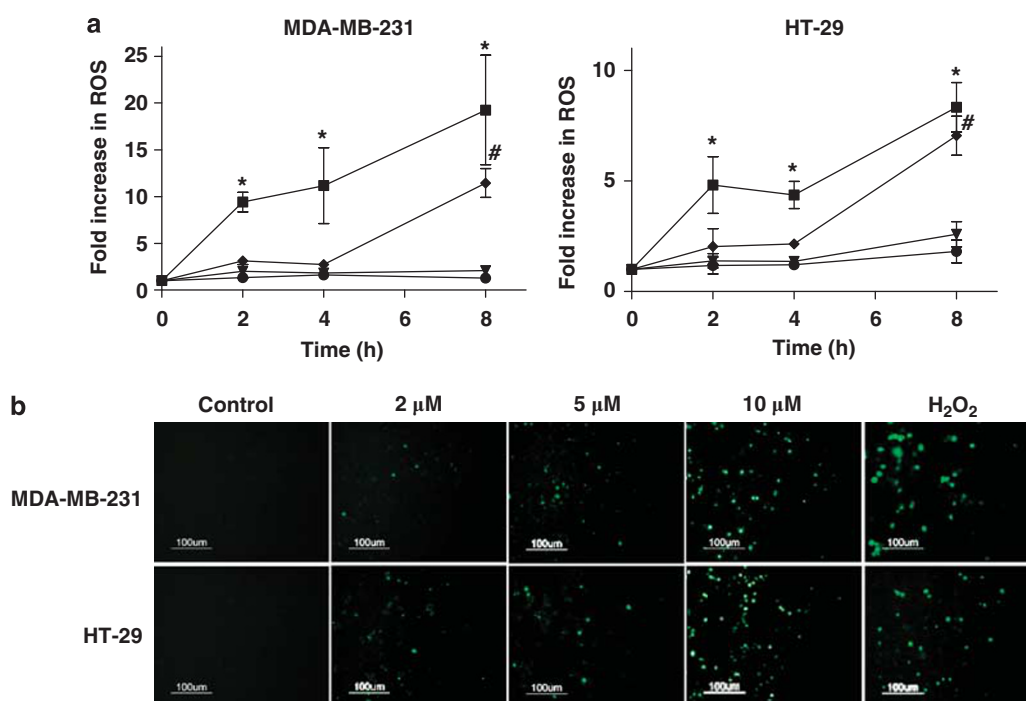 a
MDA-MB-231
HT-29
Fold increase in ROS
25
20
15
10
5
0
*
*
*
#
0 2 4 6 8
Time (h)
Fold increase in ROS
10
5
0
*
*
*
#
0 2 4 6 8
Time (h)
b
Control 2 μM 5 μM 10 μM H₂O₂
MDA-MB-231
100um 100um 100um 100um 100um
HT-29
100um 100um 100um 100um 100um